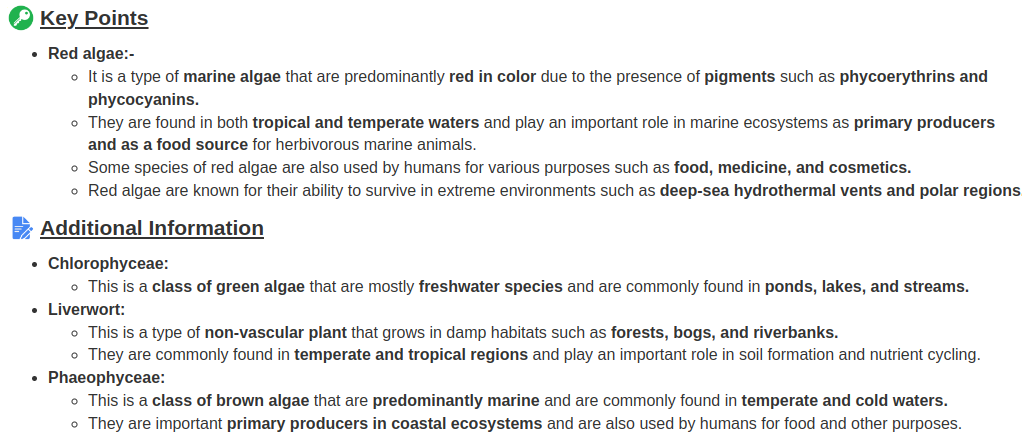 Key Points
Red algae:-
It is a type of marine algae that are predominantly red in color due to the presence of pigments such as phycoerythrins and
phycocyanins.
They are found in both tropical and temperate waters and play an important role in marine ecosystems as primary producers
and as a food source for herbivorous marine animals.
Some species of red algae are also used by humans for various purposes such as food, medicine, and cosmetics.
Red algae are known for their ability to survive in extreme environments such as deep-sea hydrothermal vents and polar regions
Additional Information
Chlorophyceae:
This is a class of green algae that are mostly freshwater species and are commonly found in ponds, lakes, and streams.
Liverwort:
This is a type of non-vascular plant that grows in damp habitats such as forests, bogs, and riverbanks.
They are commonly found in temperate and tropical regions and play an important role in soil formation and nutrient cycling.
Phaeophyceae:
This is a class of brown algae that are predominantly marine and are commonly found in temperate and cold waters.
They are important primary producers in coastal ecosystems and are also used by humans for food and other purposes.